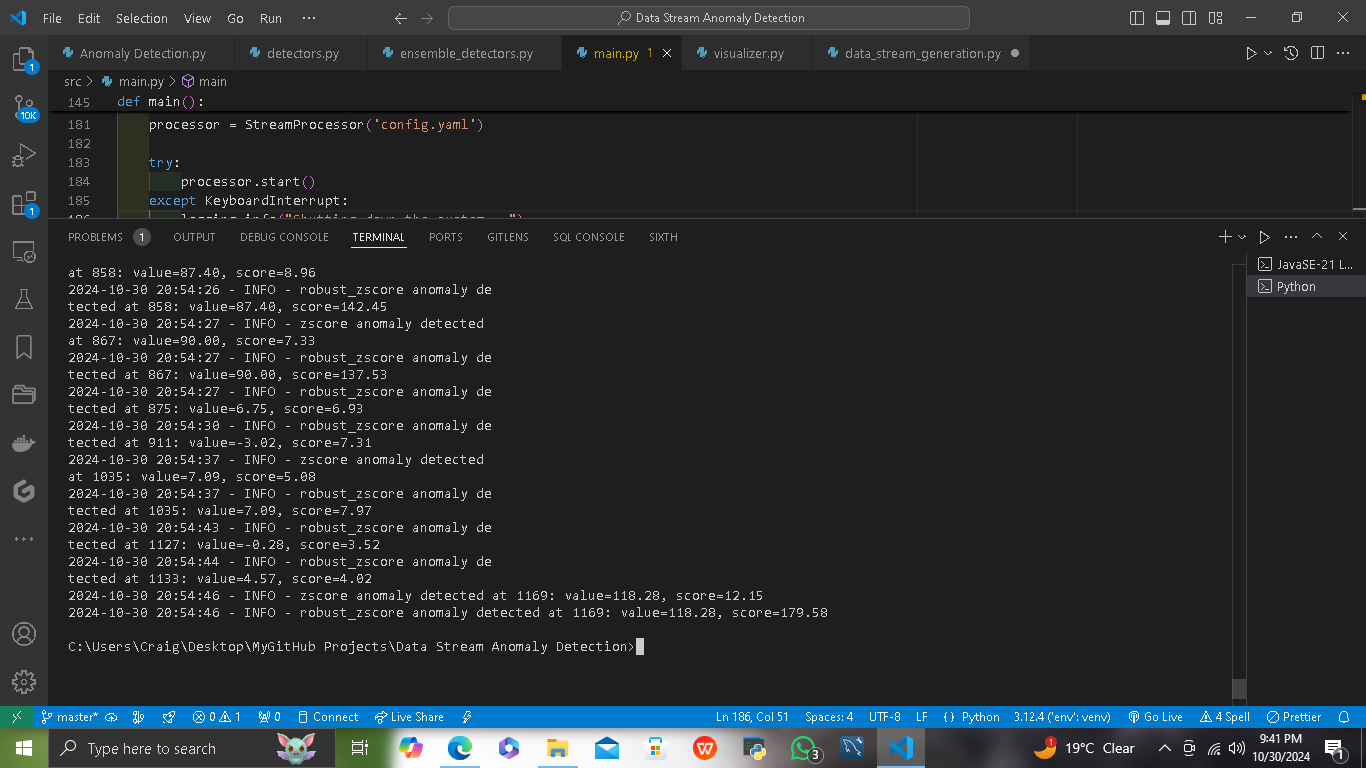 File Edit Selection View Go Run ··· Data Stream Anomaly Detection
Anomaly Detection.py detectors.py ensemble_detectors.py main.py 1 visualizer.py data_stream_generation.py
src > main.py > main
145 def main():
181 processor = StreamProcessor('config.yaml')
182
183 try:
184 processor.start()
185 except KeyboardInterrupt:
186 logging.info("Shutting down the system...")
PROBLEMS 1 OUTPUT DEBUG CONSOLE TERMINAL PORTS GITLENS SQL CONSOLE SIXTH
1
10K
1
JavaSE-21 L...
Python
at 858: value=87.40, score=8.96
2024-10-30 20:54:26 - INFO - robust_zscore anomaly de
tected at 858: value=87.40, score=142.45
2024-10-30 20:54:27 - INFO - zscore anomaly detected
at 867: value=90.00, score=7.33
2024-10-30 20:54:27 - INFO - robust_zscore anomaly de
tected at 867: value=90.00, score=137.53
2024-10-30 20:54:27 - INFO - robust_zscore anomaly de
tected at 875: value=6.75, score=6.93
2024-10-30 20:54:30 - INFO - robust_zscore anomaly de
tected at 911: value=-3.02, score=7.31
2024-10-30 20:54:37 - INFO - zscore anomaly detected
at 1035: value=7.09, score=5.08
2024-10-30 20:54:37 - INFO - robust_zscore anomaly de
tected at 1035: value=7.09, score=7.97
2024-10-30 20:54:43 - INFO - robust_zscore anomaly de
tected at 1127: value=-0.28, score=3.52
2024-10-30 20:54:44 - INFO - robust_zscore anomaly de
tected at 1133: value=4.57, score=4.02
2024-10-30 20:54:46 - INFO - zscore anomaly detected at 1169: value=118.28, score=12.15
2024-10-30 20:54:46 - INFO - robust_zscore anomaly detected at 1169: value=118.28, score=179.58
C:\Users\Craig\Desktop\MyGitHub Projects\Data Stream Anomaly Detection>
master* 0 1 0 Connect Live Share Ln 186, Col 51 Spaces: 4 UTF-8 LF {} Python 3.12.4 ('env': venv) Go Live 4 Spell Prettier
Type here to search 3 1 19°C Clear 9:41 PM
10/30/2024 1